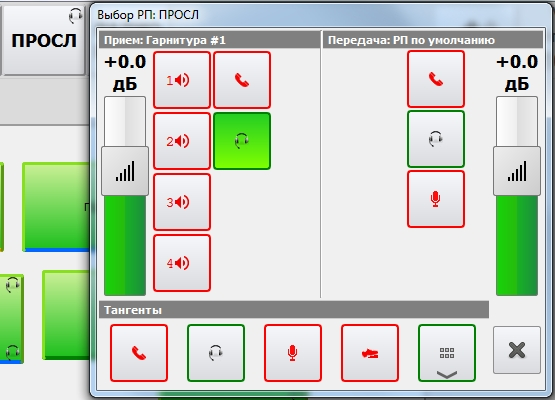 Выбор РП: ПРОСЛ
ПРОСЛ
Прием: Гарнитура #1
Передача: РП по умолчанию
+0.0
дБ
+0.0
дБ
1
2
3
4
Тангенты